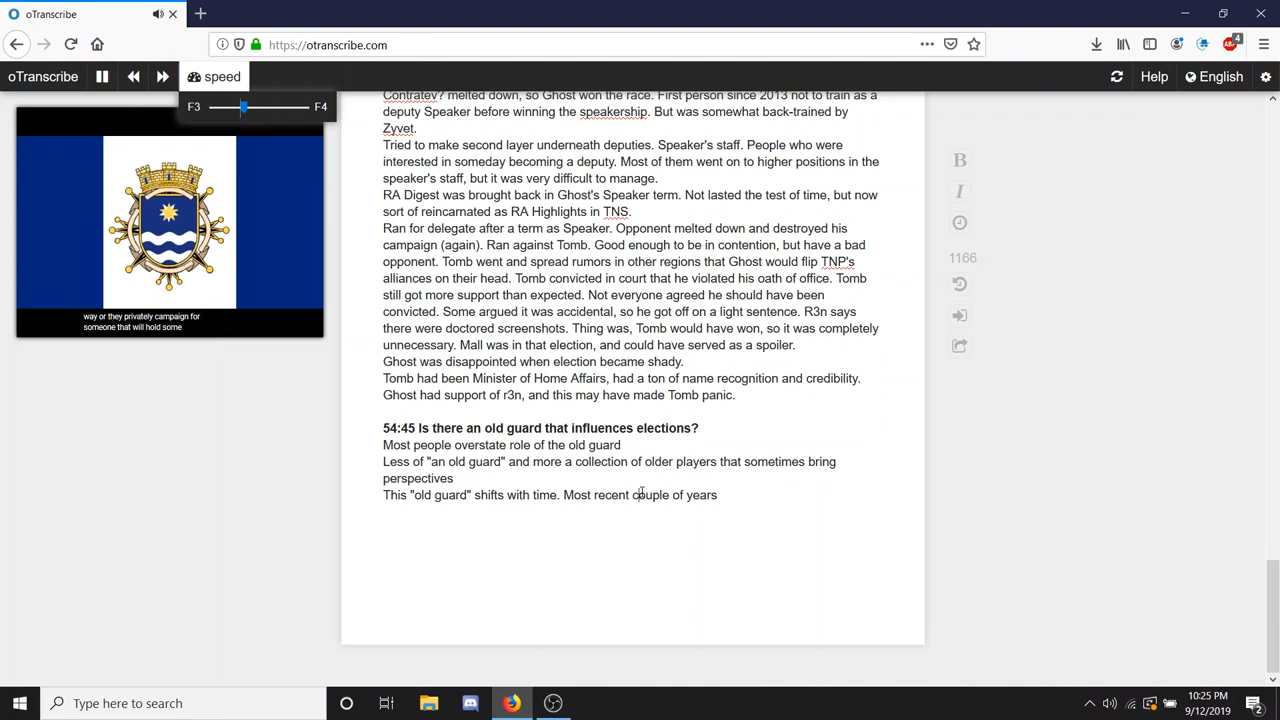 oTranscribe
https://otranscribe.com
4
oTranscribe
speed
Help
English
F3
F4
way or they privately campaign for
someone that will hold some
Contratev? melted down, so Ghost won the race. First person since 2013 not to train as a
deputy Speaker before winning the speakership. But was somewhat back-trained by
Zyvet.
Tried to make second layer underneath deputies. Speaker's staff. People who were
interested in someday becoming a deputy. Most of them went on to higher positions in the
speaker's staff, but it was very difficult to manage.
RA Digest was brought back in Ghost's Speaker term. Not lasted the test of time, but now
sort of reincarnated as RA Highlights in TNS.
Ran for delegate after a term as Speaker. Opponent melted down and destroyed his
campaign (again). Ran against Tomb. Good enough to be in contention, but have a bad
opponent. Tomb went and spread rumors in other regions that Ghost would flip TNP's
alliances on their head. Tomb convicted in court that he violated his oath of office. Tomb
still got more support than expected. Not everyone agreed he should have been
convicted. Some argued it was accidental, so he got off on a light sentence. R3n says
there were doctored screenshots. Thing was, Tomb would have won, so it was completely
unnecessary. Mall was in that election, and could have served as a spoiler.
Ghost was disappointed when election became shady.
Tomb had been Minister of Home Affairs, had a ton of name recognition and credibility.
Ghost had support of r3n, and this may have made Tomb panic.
54:45 Is there an old guard that influences elections?
Most people overstate role of the old guard
Less of "an old guard" and more a collection of older players that sometimes bring
perspectives
This "old guard" shifts with time. Most recent couple of years
B
I
1166
Type here to search
10:25 PM
9/12/2019
2